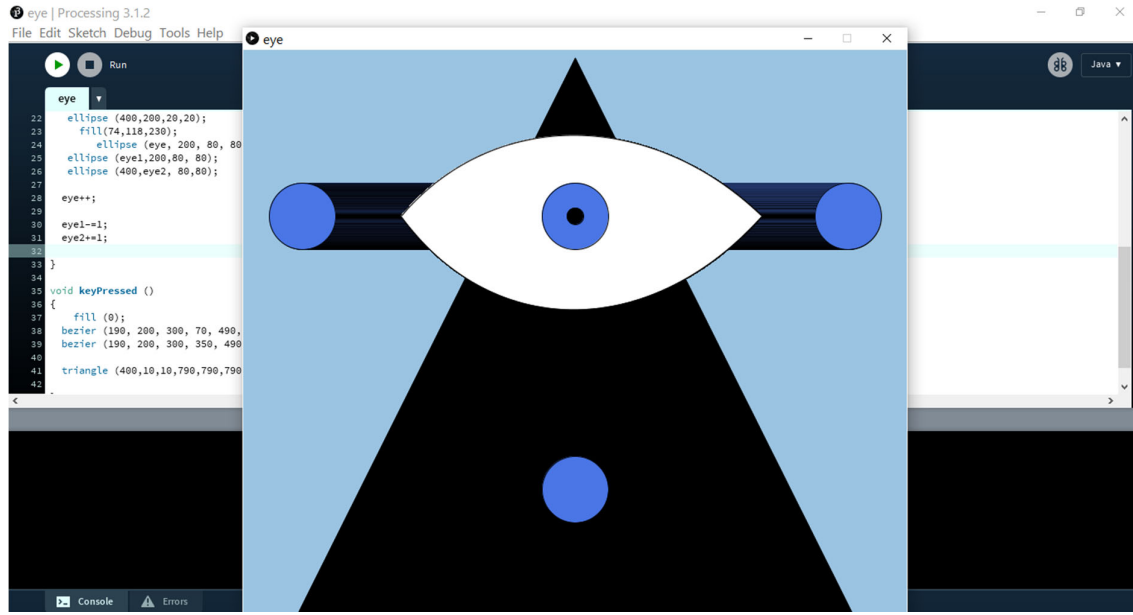 eye | Processing 3.1.2
File Edit Sketch Debug Tools Help
eye
Run
Java ▾
eye ▾
22 ellipse (400,200,20,20);
23 fill(74,118,230);
24 ellipse (eye, 200, 80, 80
25 ellipse (eye1,200,80, 80);
26 ellipse (400,eye2, 80,80);
27
28 eye++;
29
30 eye1-=1;
31 eye2+=1;
32
33 }
34
35 void keyPressed ()
36 {
37 fill (0);
38 bezier (190, 200, 300, 70, 490,
39 bezier (190, 200, 300, 350, 490
40
41 triangle (400,10,10,790,790,790
42
Console
Errors